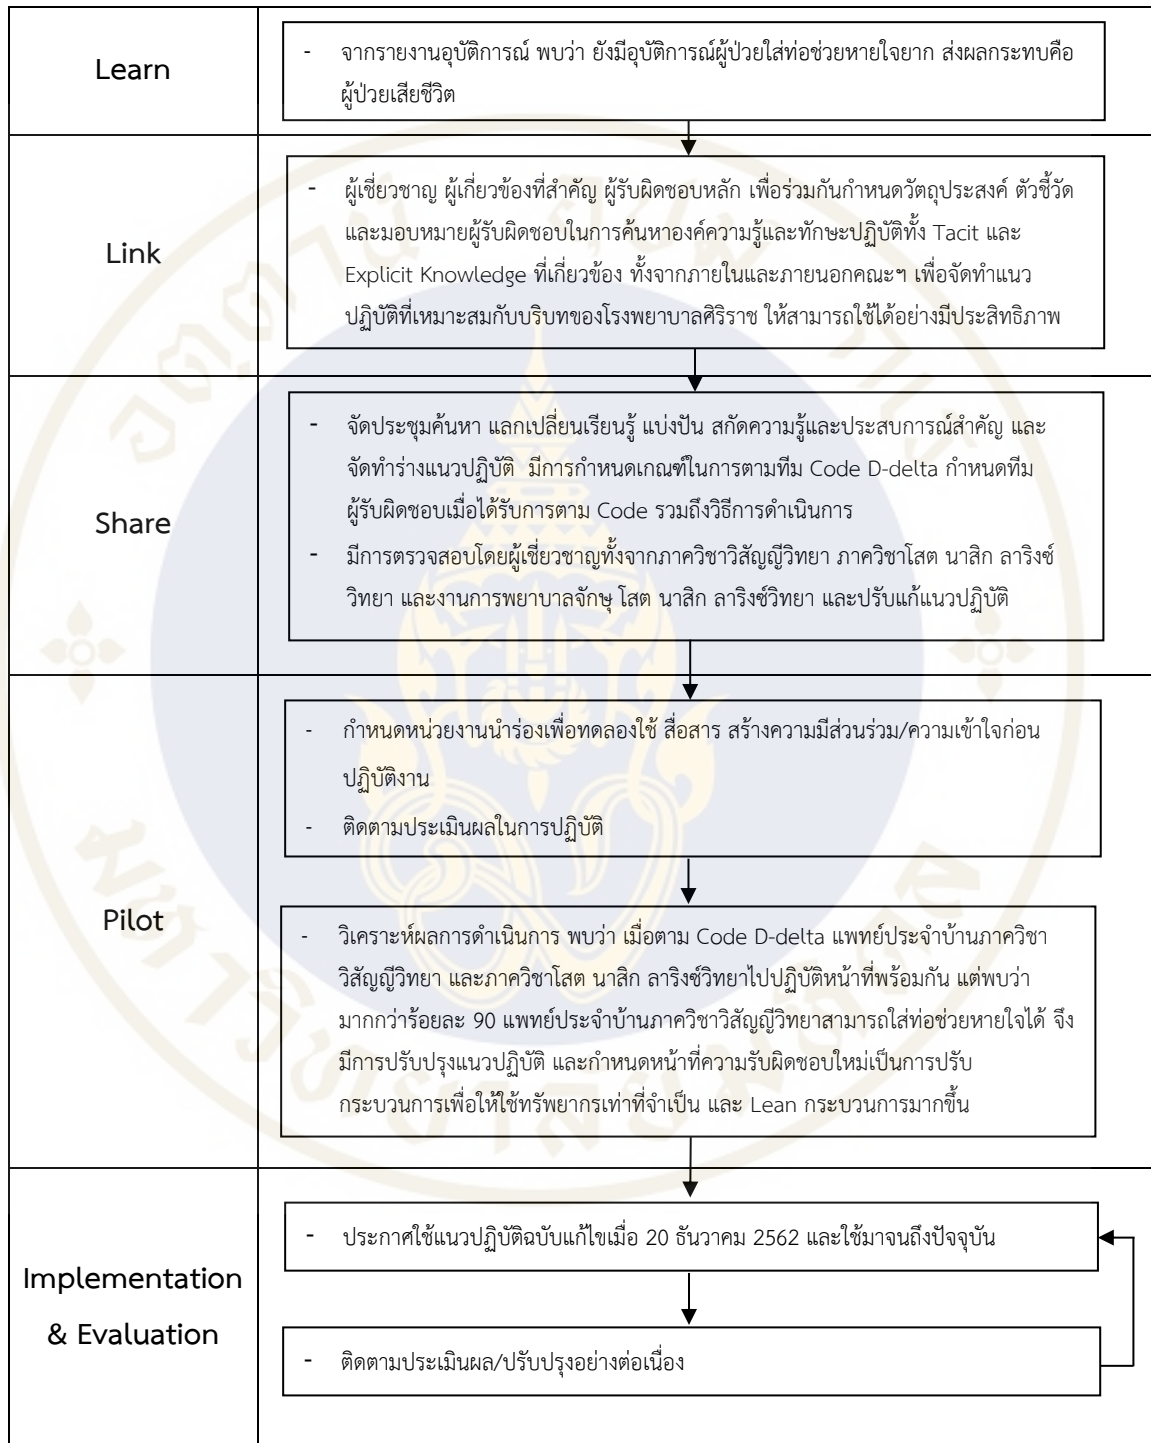 Learn
- จากรายงานอุบัติการณ์ พบว่า ยังมีอุบัติการณ์ผู้ป่วยใส่ท่อช่วยหายใจยาก ส่งผลกระทบคือ
ผู้ป่วยเสียชีวิต
Link
- ผู้เชี่ยวชาญ ผู้เกี่ยวข้องที่สำคัญ ผู้รับผิดชอบหลัก เพื่อร่วมกันกำหนดวัตถุประสงค์ ตัวชี้วัด
และมอบหมายผู้รับผิดชอบในการค้นหาองค์ความรู้และทักษะปฏิบัติทั้ง Tacit และ
Explicit Knowledge ที่เกี่ยวข้อง ทั้งจากภายในและภายนอกคณะฯ เพื่อจัดทำแนว
ปฏิบัติที่เหมาะสมกับบริบทของโรงพยาบาลศิริราช ให้สามารถใช้ได้อย่างมีประสิทธิภาพ
Share
- จัดประชุมค้นหา แลกเปลี่ยนเรียนรู้ แบ่งปัน สกัดความรู้และประสบการณ์สำคัญ และ
จัดทำร่างแนวปฏิบัติ มีการกำหนดเกณฑ์ในการตามทีม Code D-delta กำหนดทีม
ผู้รับผิดชอบเมื่อได้รับการตาม Code รวมถึงวิธีการดำเนินการ
- มีการตรวจสอบโดยผู้เชี่ยวชาญทั้งจากภาควิชาวิสัญญีวิทยา ภาควิชาโสต นาสิก ลาริงซ์
วิทยา และงานการพยาบาลจักษุ โสต นาสิก ลาริงซ์วิทยา และปรับแก้แนวปฏิบัติ
Pilot
- กำหนดหน่วยงานนำร่องเพื่อทดลองใช้ สื่อสาร สร้างความมีส่วนร่วม/ความเข้าใจก่อน
ปฏิบัติงาน
- ติดตามประเมินผลในการปฏิบัติ
- วิเคราะห์ผลการดำเนินการ พบว่า เมื่อตาม Code D-delta แพทย์ประจำบ้านภาควิชา
วิสัญญีวิทยา และภาควิชาโสต นาสิก ลาริงซ์วิทยาไปปฏิบัติหน้าที่พร้อมกัน แต่พบว่า
มากกว่าร้อยละ 90 แพทย์ประจำบ้านภาควิชาวิสัญญีวิทยาสามารถใส่ท่อช่วยหายใจได้ จึง
มีการปรับปรุงแนวปฏิบัติ และกำหนดหน้าที่ความรับผิดชอบใหม่เป็นการปรับ
กระบวนการเพื่อให้ใช้ทรัพยากรเท่าที่จำเป็น และ Lean กระบวนการมากขึ้น
Implementation
& Evaluation
- ประกาศใช้แนวปฏิบัติฉบับแก้ไขเมื่อ 20 ธันวาคม 2562 และใช้มาจนถึงปัจจุบัน
- ติดตามประเมินผล/ปรับปรุงอย่างต่อเนื่อง